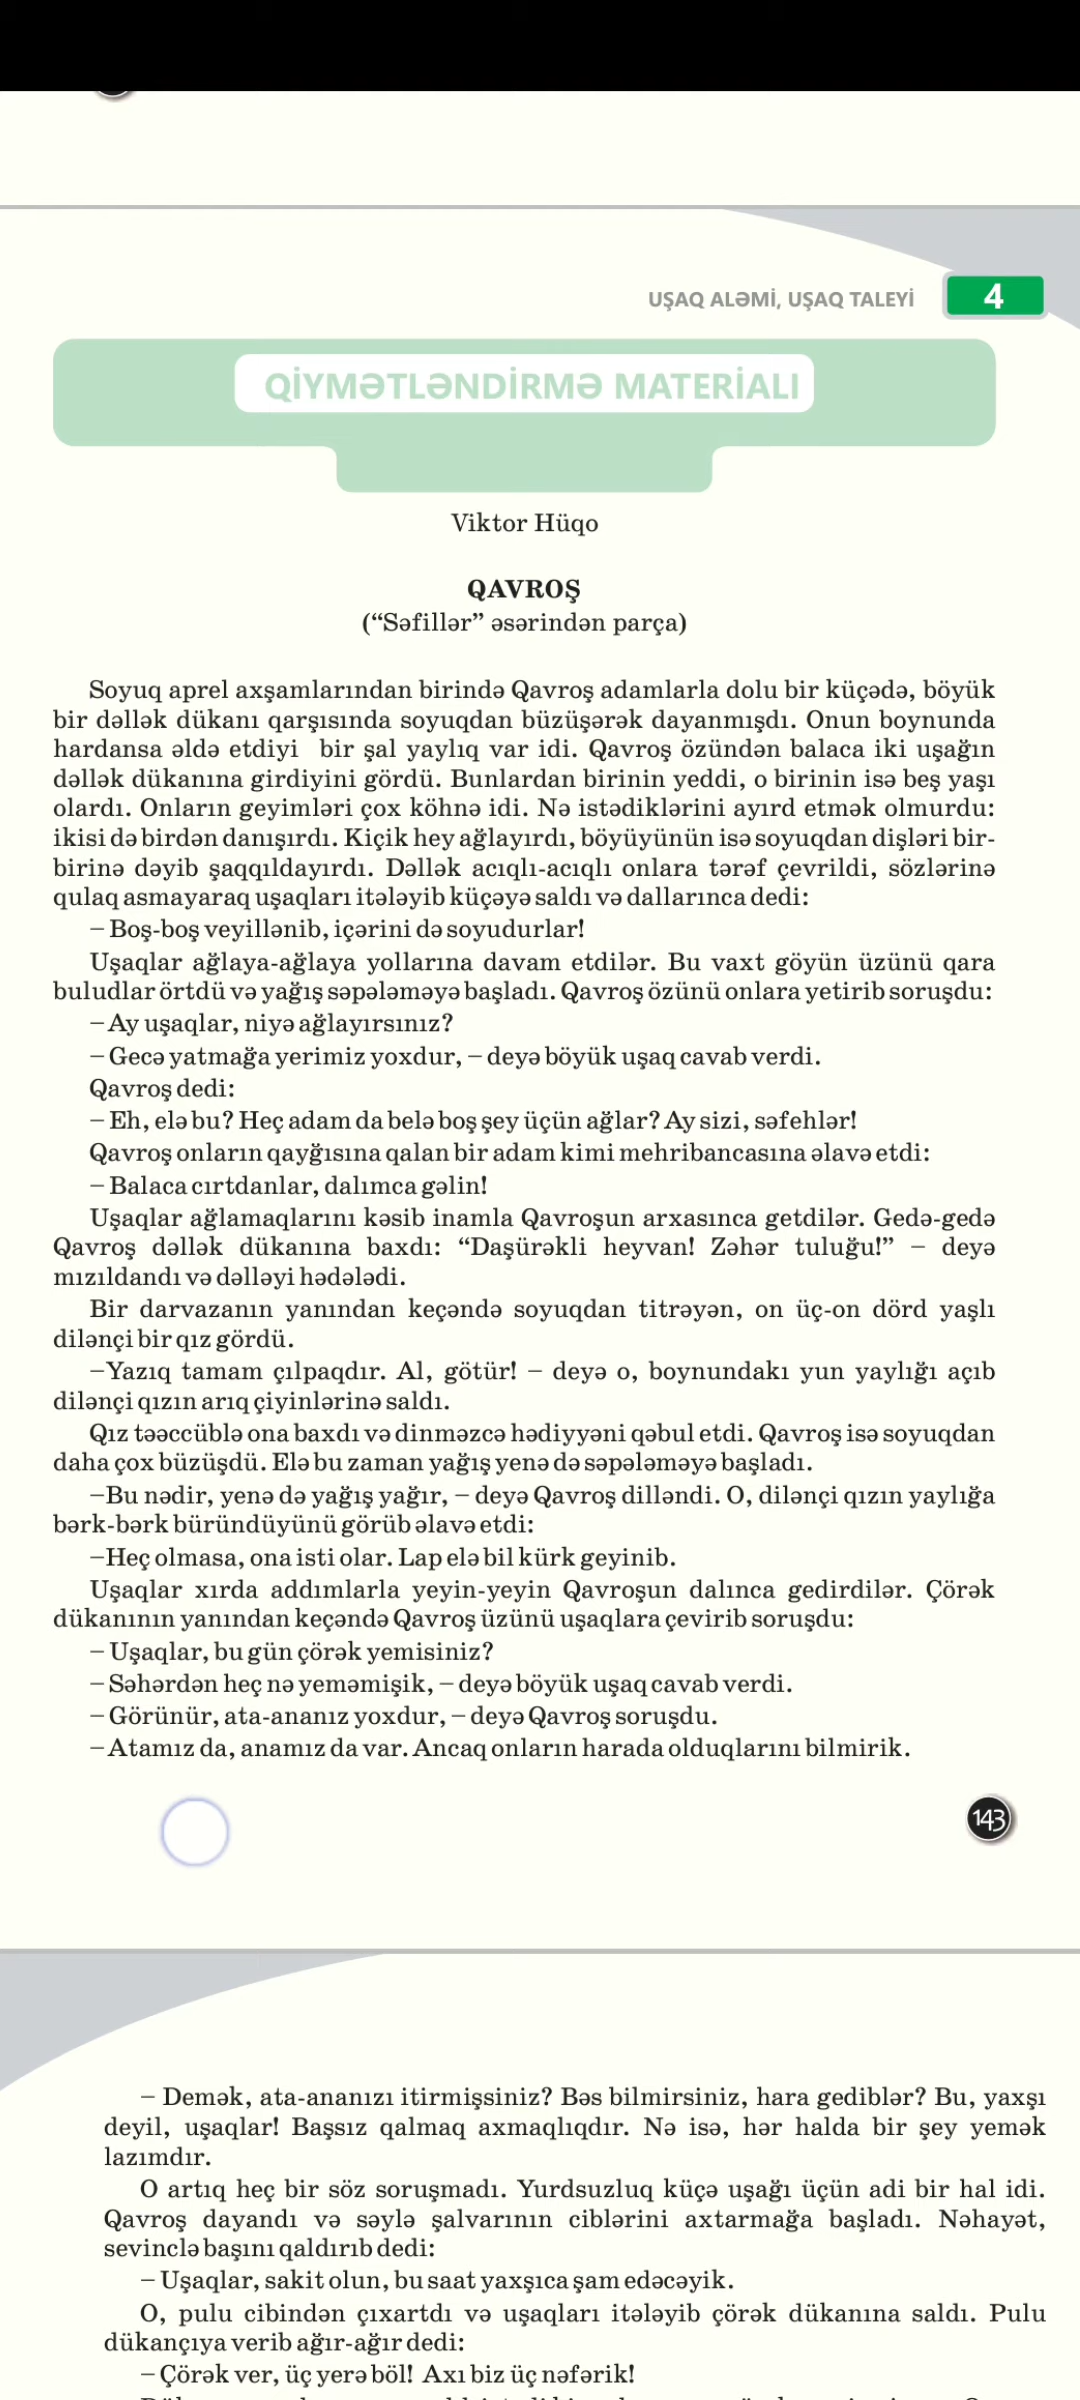 UŞAQ ALƏMİ, UŞAQ TALEYİ
4
QİYMƏTLƏNDİRMƏ MATERİALI
Viktor Hüqo
QAVROŞ
(“Səfillər” əsərindən parça)
Soyuq aprel axşamlarından birində Qavroş adamlarla dolu bir küçədə, böyük
bir dəllək dükanı qarşısında soyuqdan büzüşərək dayanmışdı. Onun boynunda
hardansa əldə etdiyi bir şal yaylıq var idi. Qavroş özündən balaca iki uşağın
dəllək dükanına girdiyini gördü. Bunlardan birinin yeddi, o birinin isə beş yaşı
olardı. Onların geyimləri çox köhnə idi. Nə istədiklərini ayırd etmək olmurdu:
ikisi də birdən danışırdı. Kiçik hey ağlayırdı, böyüyünün isə soyuqdan dişləri bir-
birinə dəyib şaqqıldayırdı. Dəllək acıqlı-acıqlı onlara tərəf çevrildi, sözlərinə
qulaq asmayaraq uşaqları itələyib küçəyə saldı və dallarınca dedi:
– Boş-boş veyillənib, içərini də soyudurlar!
Uşaqlar ağlaya-ağlaya yollarına davam etdilər. Bu vaxt göyün üzünü qara
buludlar örtdü və yağış səpələməyə başladı. Qavroş özünü onlara yetirib soruşdu:
– Ay uşaqlar, niyə ağlayırsınız?
– Gecə yatmağa yerimiz yoxdur, – deyə böyük uşaq cavab verdi.
Qavroş dedi:
– Eh, elə bu? Heç adam da belə boş şey üçün ağlar? Ay sizi, səfehlər!
Qavroş onların qayğısına qalan bir adam kimi mehribancasına əlavə etdi:
– Balaca cırtdanlar, dalımca gəlin!
Uşaqlar ağlamaqlarını kəsib inamla Qavroşun arxasınca getdilər. Gedə-gedə
Qavroş dəllək dükanına baxdı: “Daşürəkli heyvan! Zəhər tuluğu!” – deyə
mızıldandı və dəlləyi hədələdi.
Bir darvazanın yanından keçəndə soyuqdan titrəyən, on üç-on dörd yaşlı
dilənçi bir qız gördü.
–Yazıq tamam çılpaqdır. Al, götür! – deyə o, boynundakı yun yaylığı açıb
dilənçi qızın arıq çiyinlərinə saldı.
Qız təəccüblə ona baxdı və dinməzcə hədiyyəni qəbul etdi. Qavroş isə soyuqdan
daha çox büzüşdü. Elə bu zaman yağış yenə də səpələməyə başladı.
–Bu nədir, yenə də yağış yağır, – deyə Qavroş dilləndi. O, dilənçi qızın yaylığa
bərk-bərk büründüyünü görüb əlavə etdi:
–Heç olmasa, ona isti olar. Lap elə bil kürk geyinib.
Uşaqlar xırda addımlarla yeyin-yeyin Qavroşun dalınca gedirdilər. Çörək
dükanının yanından keçəndə Qavroş üzünü uşaqlara çevirib soruşdu:
– Uşaqlar, bu gün çörək yemisiniz?
– Səhərdən heç nə yeməmişik, – deyə böyük uşaq cavab verdi.
– Görünür, ata-ananız yoxdur, – deyə Qavroş soruşdu.
– Atamız da, anamız da var. Ancaq onların harada olduqlarını bilmirik.
143
– Demək, ata-ananızı itirmişsiniz? Bəs bilmirsiniz, hara gediblər? Bu, yaxşı
deyil, uşaqlar! Başsız qalmaq axmaqlıqdır. Nə isə, hər halda bir şey yemək
lazımdır.
O artıq heç bir söz soruşmadı. Yurdsuzluq küçə uşağı üçün adi bir hal idi.
Qavroş dayandı və səylə şalvarının ciblərini axtarmağa başladı. Nəhayət,
sevinclə başını qaldırıb dedi:
– Uşaqlar, sakit olun, bu saat yaxşıca şam edəcəyik.
O, pulu cibindən çıxartdı və uşaqları itələyib çörək dükanına saldı. Pulu
dükançıya verib ağır-ağır dedi:
– Çörək ver, üç yerə böl! Axı biz üç nəfərik!